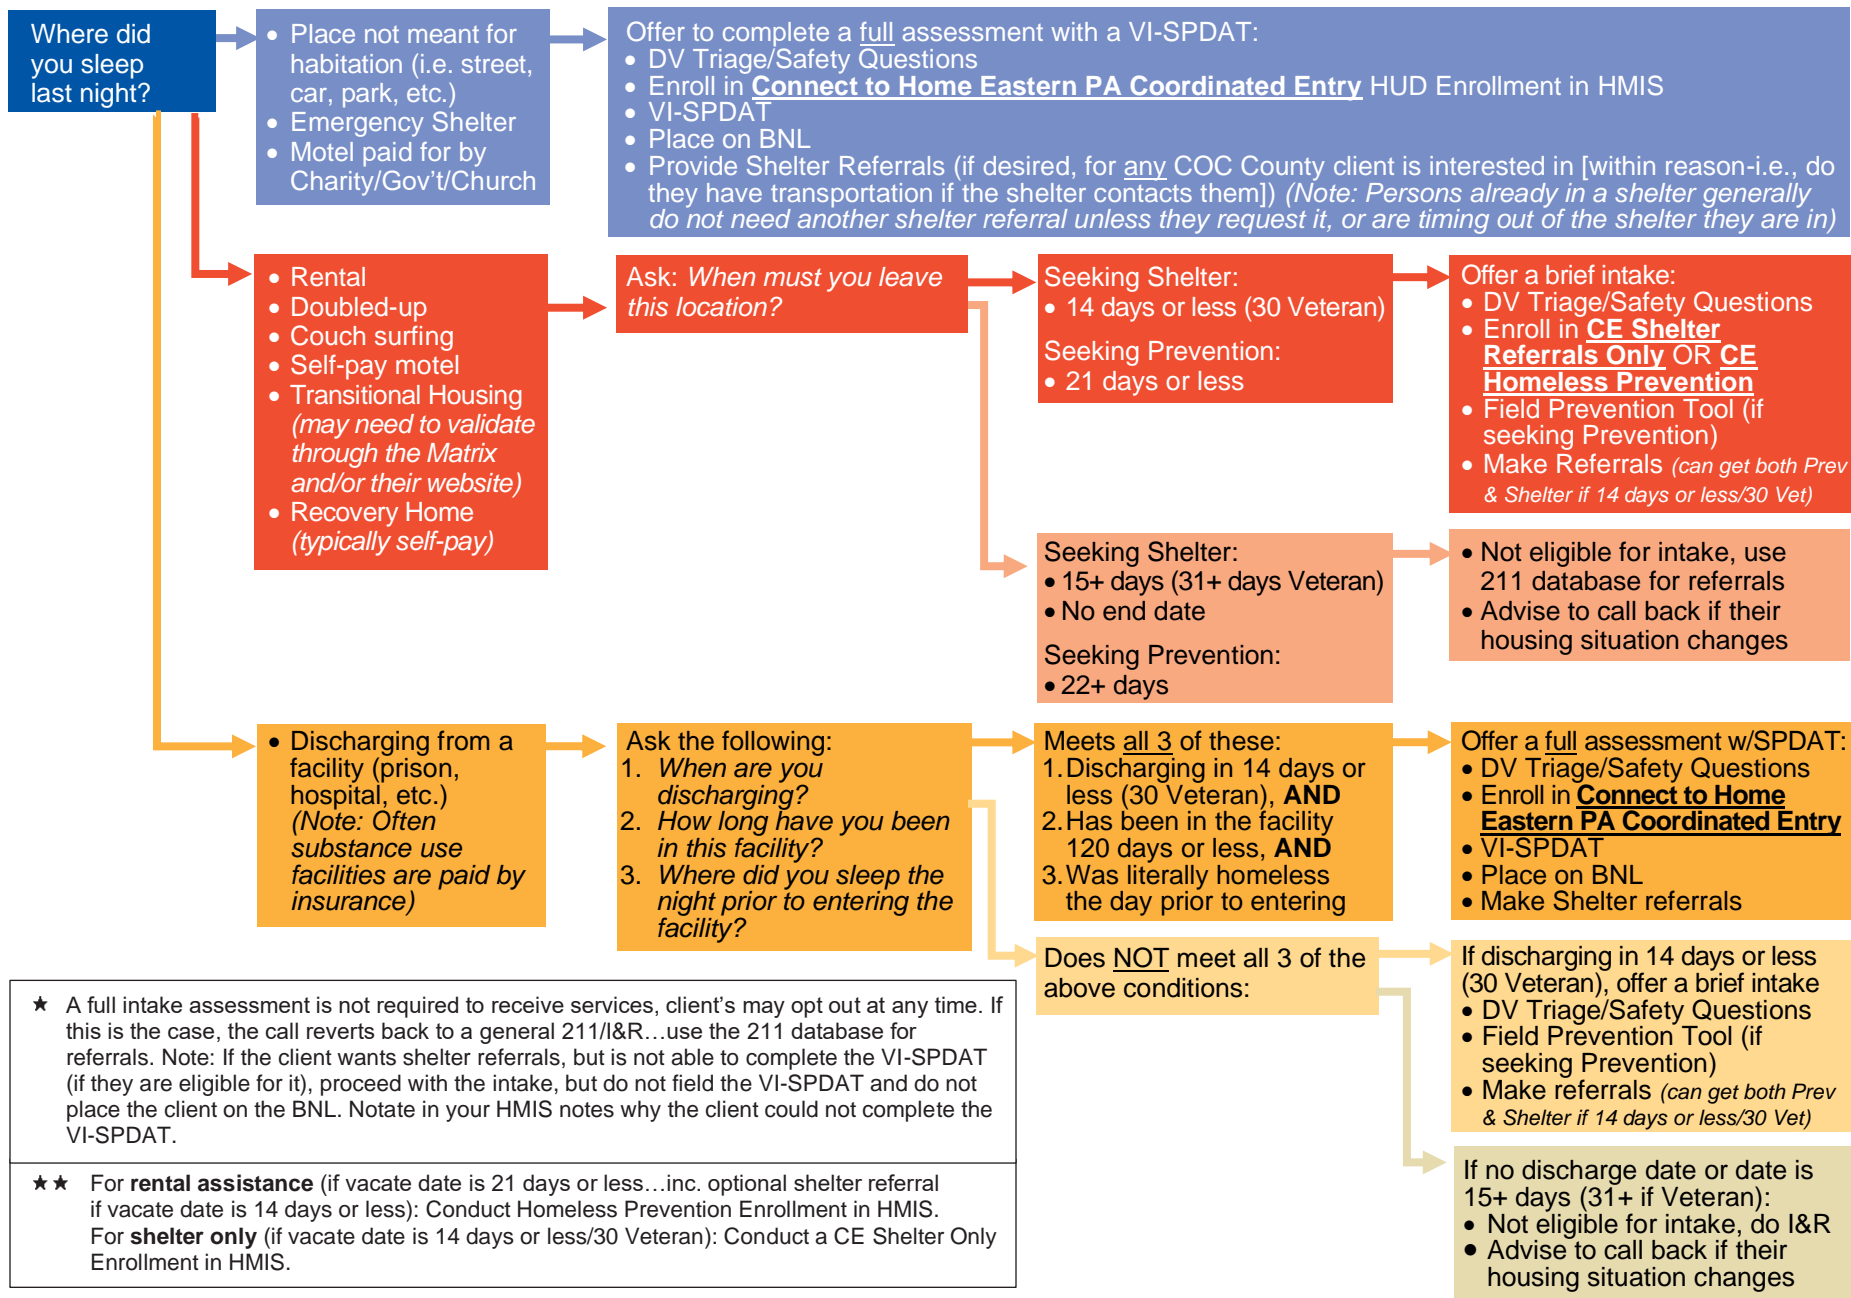 Where did
you sleep
last night?
• Place not meant for
habitation (i.e. street,
car, park, etc.)
• Emergency Shelter
• Motel paid for by
Charity/Gov’t/Church
Offer to complete a full assessment with a VI-SPDAT:
• DV Triage/Safety Questions
• Enroll in Connect to Home Eastern PA Coordinated Entry HUD Enrollment in HMIS
• VI-SPDAT
• Place on BNL
• Provide Shelter Referrals (if desired, for any COC County client is interested in [within reason-i.e., do
they have transportation if the shelter contacts them]) (Note: Persons already in a shelter generally
do not need another shelter referral unless they request it, or are timing out of the shelter they are in)
• Rental
• Doubled-up
• Couch surfing
• Self-pay motel
• Transitional Housing
(may need to validate
through the Matrix
and/or their website)
• Recovery Home
(typically self-pay)
Ask: When must you leave
this location?
Seeking Shelter:
• 14 days or less (30 Veteran)
Seeking Prevention:
• 21 days or less
Offer a brief intake:
• DV Triage/Safety Questions
• Enroll in CE Shelter
Referrals Only OR CE
Homeless Prevention
• Field Prevention Tool (if
seeking Prevention)
• Make Referrals (can get both Prev
& Shelter if 14 days or less/30 Vet)
Seeking Shelter:
• 15+ days (31+ days Veteran)
• No end date
Seeking Prevention:
• 22+ days
• Not eligible for intake, use
211 database for referrals
• Advise to call back if their
housing situation changes
• Discharging from a
facility (prison,
hospital, etc.)
(Note: Often
substance use
facilities are paid by
insurance)
Ask the following:
1. When are you
discharging?
2. How long have you been
in this facility?
3. Where did you sleep the
night prior to entering the
facility?
Meets all 3 of these:
1. Discharging in 14 days or
less (30 Veteran), AND
2. Has been in the facility
120 days or less, AND
3. Was literally homeless
the day prior to entering
Offer a full assessment w/SPDAT:
• DV Triage/Safety Questions
• Enroll in Connect to Home
Eastern PA Coordinated Entry
• VI-SPDAT
• Place on BNL
• Make Shelter referrals
Does NOT meet all 3 of the
above conditions:
If discharging in 14 days or less
(30 Veteran), offer a brief intake
• DV Triage/Safety Questions
• Field Prevention Tool (if
seeking Prevention)
• Make referrals (can get both Prev
& Shelter if 14 days or less/30 Vet)
If no discharge date or date is
15+ days (31+ if Veteran):
• Not eligible for intake, do I&R
• Advise to call back if their
housing situation changes
★ A full intake assessment is not required to receive services, client’s may opt out at any time. If
this is the case, the call reverts back to a general 211/I&R…use the 211 database for
referrals. Note: If the client wants shelter referrals, but is not able to complete the VI-SPDAT
(if they are eligible for it), proceed with the intake, but do not field the VI-SPDAT and do not
place the client on the BNL. Notate in your HMIS notes why the client could not complete the
VI-SPDAT.
★★ For rental assistance (if vacate date is 21 days or less…inc. optional shelter referral
if vacate date is 14 days or less): Conduct Homeless Prevention Enrollment in HMIS.
For shelter only (if vacate date is 14 days or less/30 Veteran): Conduct a CE Shelter Only
Enrollment in HMIS.